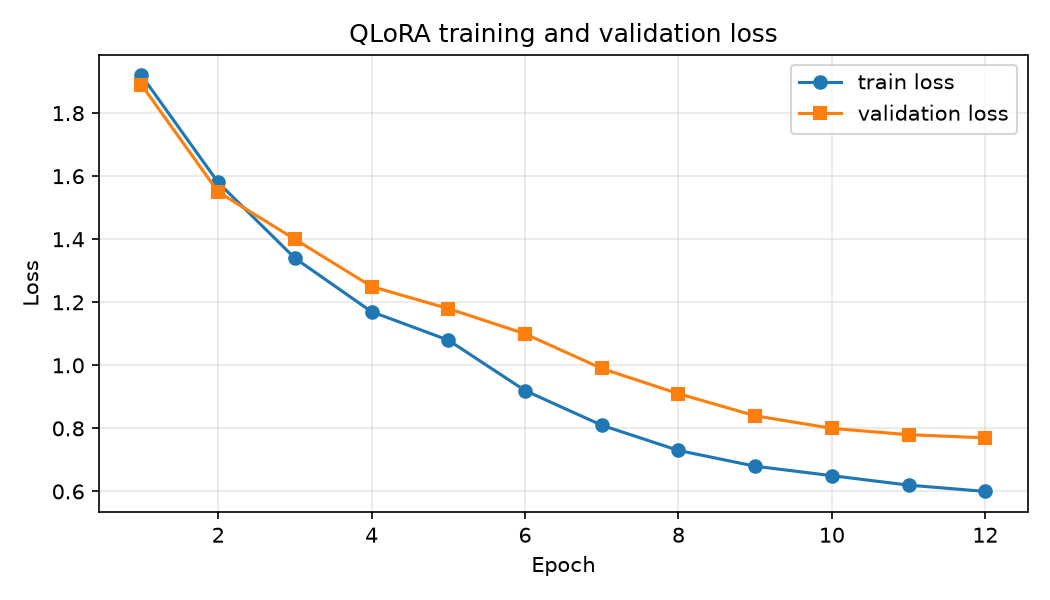 QLoRA training and validation loss
train loss
validation loss
1.8
1.6
1.4
1.2
1.0
0.8
0.6
Loss
2 4 6 8 10 12
Epoch